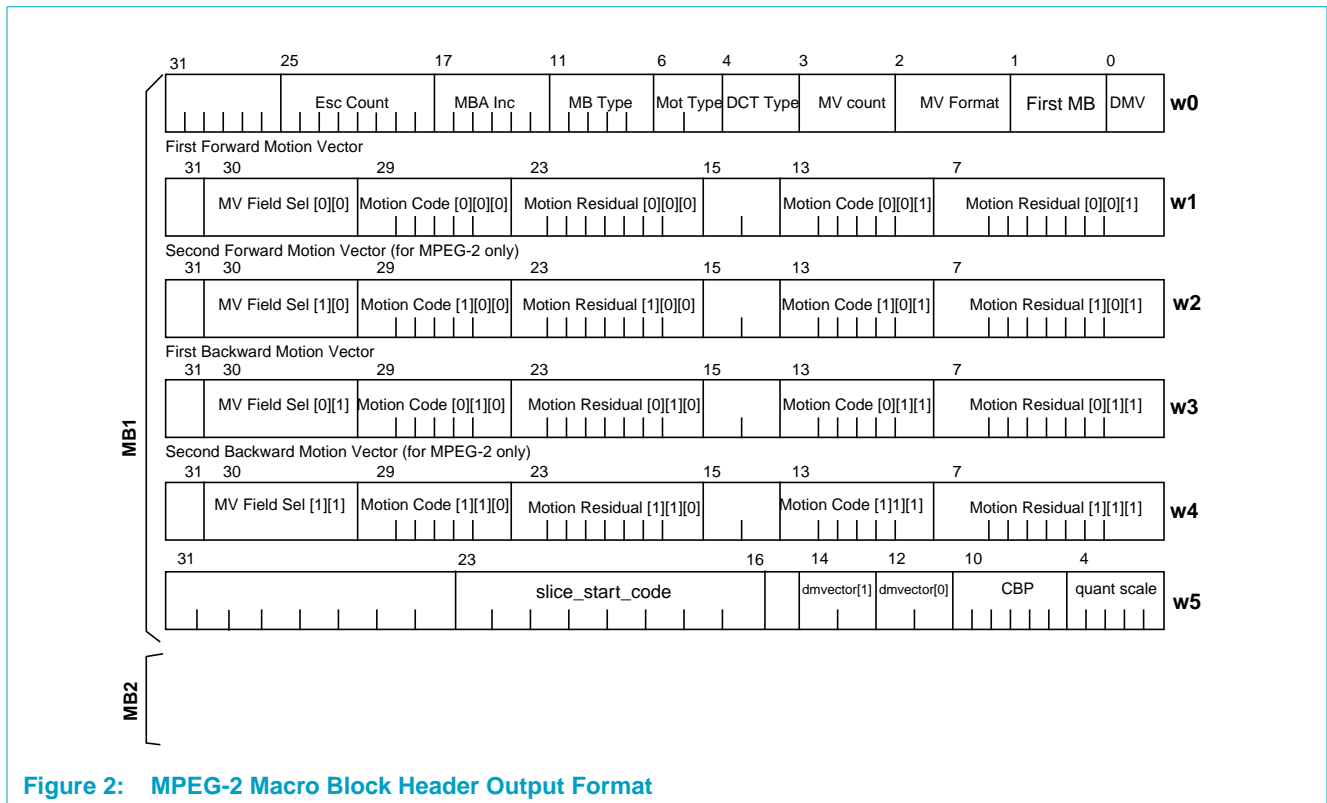 31 25 17 11 6 4 3 2 1 0
Esc Count MBA Inc MB Type Mot Type DCT Type MV count MV Format First MB DMV w0
First Forward Motion Vector
31 30 29 23 15 13 7
MV Field Sel [0][0] Motion Code [0][0][0] Motion Residual [0][0][0] Motion Code [0][0][1] Motion Residual [0][0][1] w1
Second Forward Motion Vector (for MPEG-2 only)
31 30 29 23 15 13 7
MV Field Sel [1][0] Motion Code [1][0][0] Motion Residual [1][0][0] Motion Code [1][0][1] Motion Residual [1][0][1] w2
First Backward Motion Vector
31 30 29 23 15 13 7
MV Field Sel [0][1] Motion Code [0][1][0] Motion Residual [0][1][0] Motion Code [0][1][1] Motion Residual [0][1][1] w3
MB1
Second Backward Motion Vector (for MPEG-2 only)
31 30 29 23 15 13 7
MV Field Sel [1][1] Motion Code [1][1][0] Motion Residual [1][1][0] Motion Code [1]1][1] Motion Residual [1][1][1] w4
31 23 16 14 12 10 4
slice_start_code dmvector[1] dmvector[0] CBP quant scale w5
MB2
Figure 2: MPEG-2 Macro Block Header Output Format